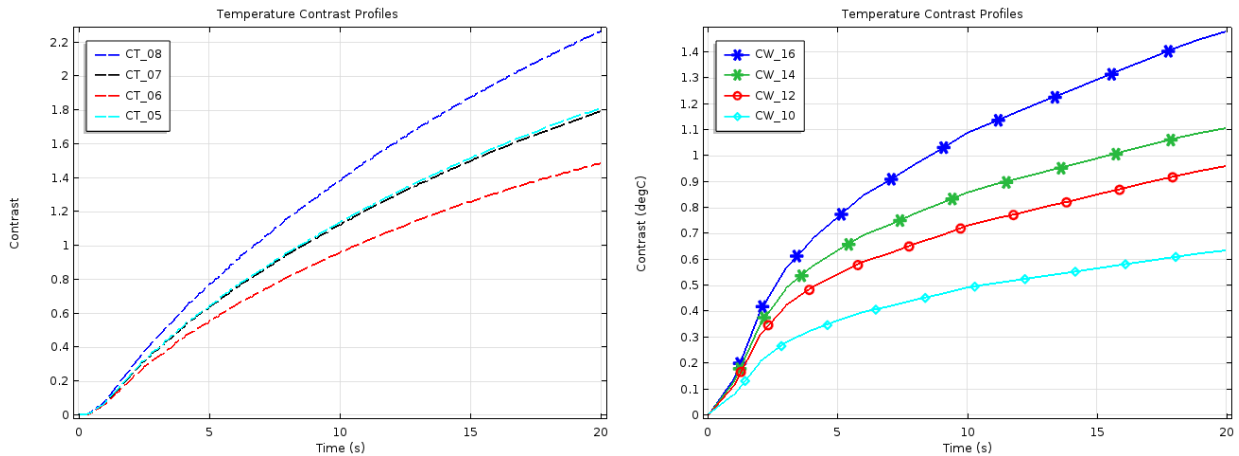 Temperature Contrast Profiles
2.2
2
1.8
1.6
1.4
1.2
1
0.8
0.6
0.4
0.2
0
Contrast
CT_08
CT_07
CT_06
CT_05
0 5 10 15 20
Time (s)
Temperature Contrast Profiles
1.4
1.3
1.2
1.1
1
0.9
0.8
0.7
0.6
0.5
0.4
0.3
0.2
0.1
0
Contrast (degC)
CW_16
CW_14
CW_12
CW_10
0 5 10 15 20
Time (s)